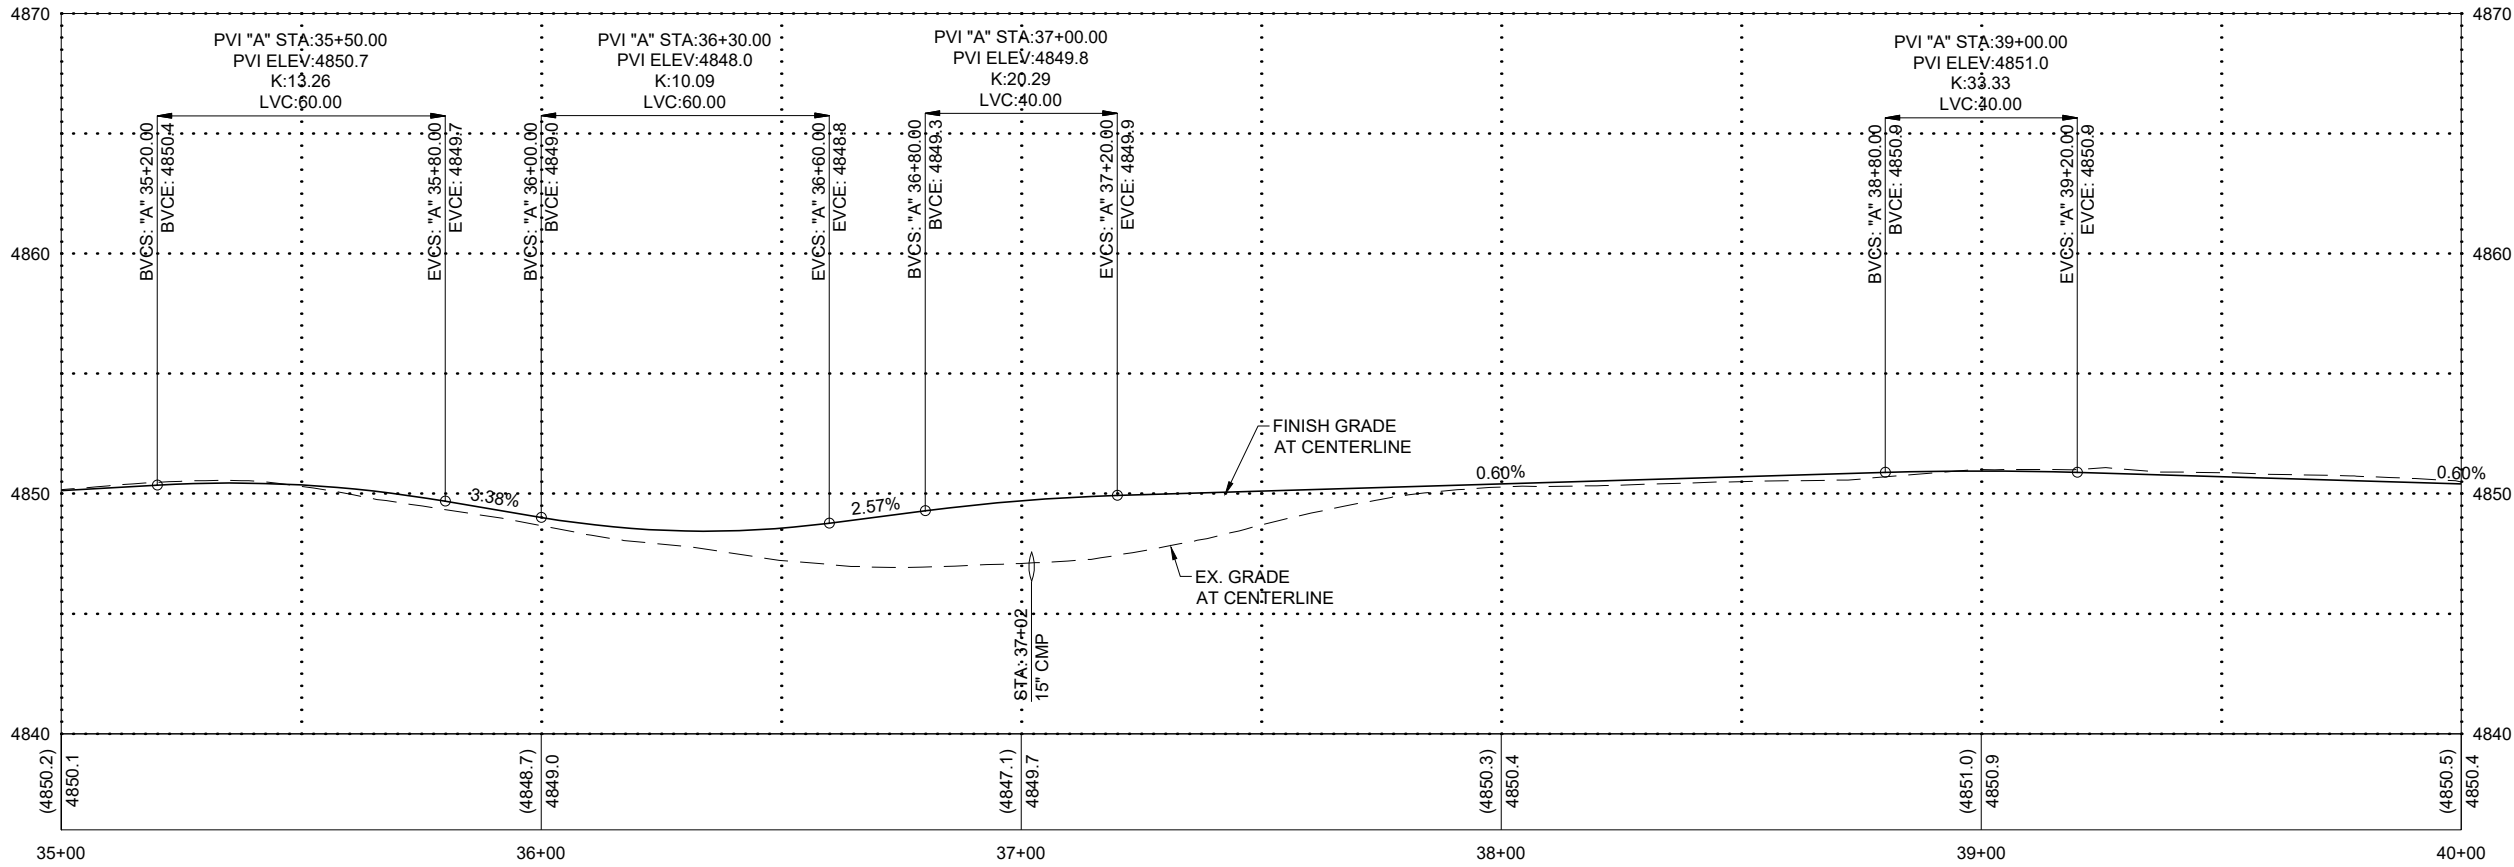 4870
4870
PVI "A" STA:35+50.00
PVI ELEV:4850.7
K:13.26
LVC:60.00
PVI "A" STA:36+30.00
PVI ELEV:4848.0
K:10.09
LVC:60.00
PVI "A" STA:37+00.00
PVI ELEV:4849.8
K:20.29
LVC:40.00
PVI "A" STA:39+00.00
PVI ELEV:4851.0
K:33.33
LVC:40.00
BVCS: "A" 35+20.00
BVCE: 4850.4
EVCS: "A" 35+80.00
EVCE: 4849.7
BVCS: "A" 36+00.00
BVCE: 4849.0
EVCS: "A" 36+60.00
EVCE: 4848.8
BVCS: "A" 36+80.00
BVCE: 4849.3
EVCS: "A" 37+20.00
EVCE: 4849.9
BVCS: "A" 38+80.00
BVCE: 4850.9
EVCS: "A" 39+20.00
EVCE: 4850.9
4860
4860
FINISH GRADE
AT CENTERLINE
3.38%
2.57%
0.60%
0.60%
4850
4850
EX. GRADE
AT CENTERLINE
STA:37+02
15" CMP
4840
4840
(4850.2)
4850.1
(4848.7)
4849.0
(4847.1)
4849.7
(4850.3)
4850.4
(4851.0)
4850.9
(4850.5)
4850.4
35+00
36+00
37+00
38+00
39+00
40+00